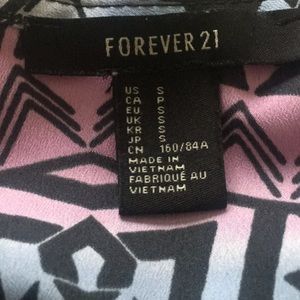 FOREVER 21
US S
CA P
EU S
UK S
KR S
JP S
CN 160/84A
MADE IN
VIETNAM
FABRIQUÉ AU
VIETNAM